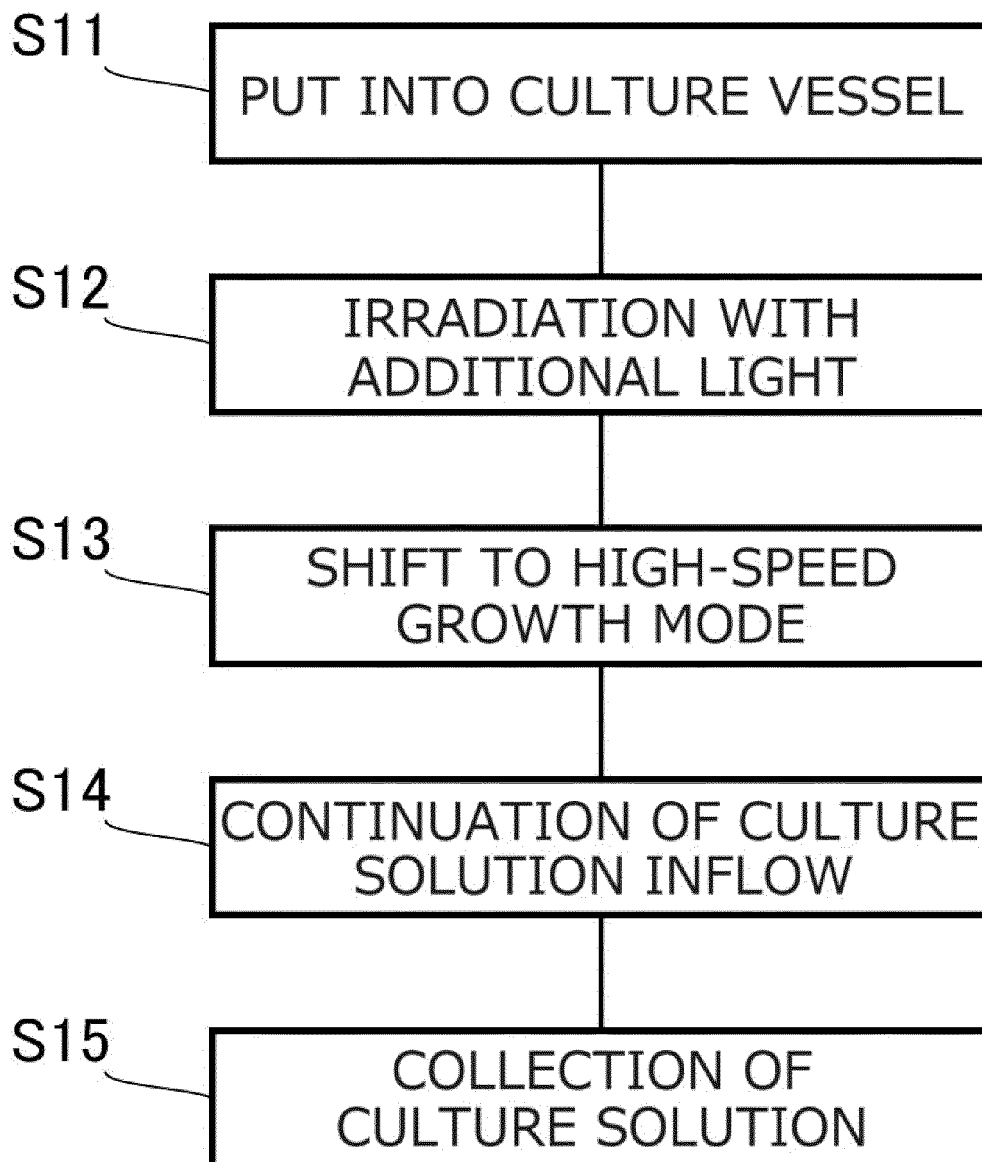 S11
PUT INTO CULTURE VESSEL
S12
IRRADIATION WITH
ADDITIONAL LIGHT
S13
SHIFT TO HIGH-SPEED
GROWTH MODE
S14
CONTINUATION OF CULTURE
SOLUTION INFLOW
S15
COLLECTION OF
CULTURE SOLUTION